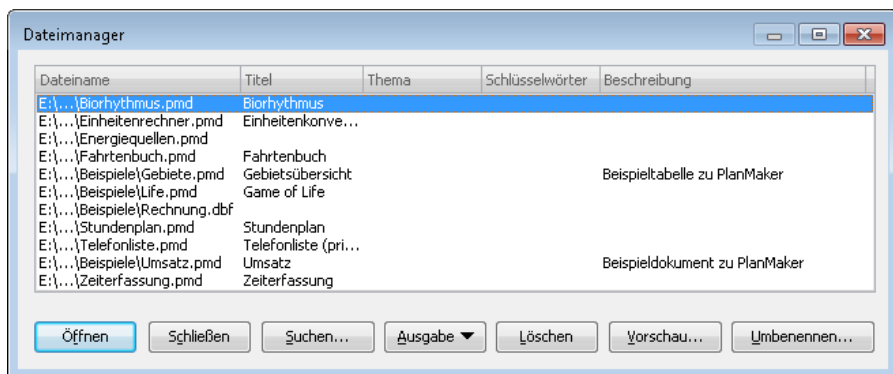 Dateimanager
Dateiname Titel Thema Schlüsselwörter Beschreibung
E:\...\Biorhythmus.pmd Biorhythmus
E:\...\Einheitenrechner.pmd Einheitenkonve...
E:\...\Energiequellen.pmd
E:\...\Fahrtenbuch.pmd Fahrtenbuch
E:\...\Beispiele\Gebiete.pmd Gebietsübersicht Beispieltabelle zu PlanMaker
E:\...\Beispiele\Life.pmd Game of Life
E:\...\Beispiele\Rechnung.dbf
E:\...\Stundenplan.pmd Stundenplan
E:\...\Telefonliste.pmd Telefonliste (pri...
E:\...\Beispiele\Umsatz.pmd Umsatz Beispieldokument zu PlanMaker
E:\...\Zeiterfassung.pmd Zeiterfassung
Öffnen Schließen Suchen... Ausgabe Löschen Vorschau... Umbenennen...